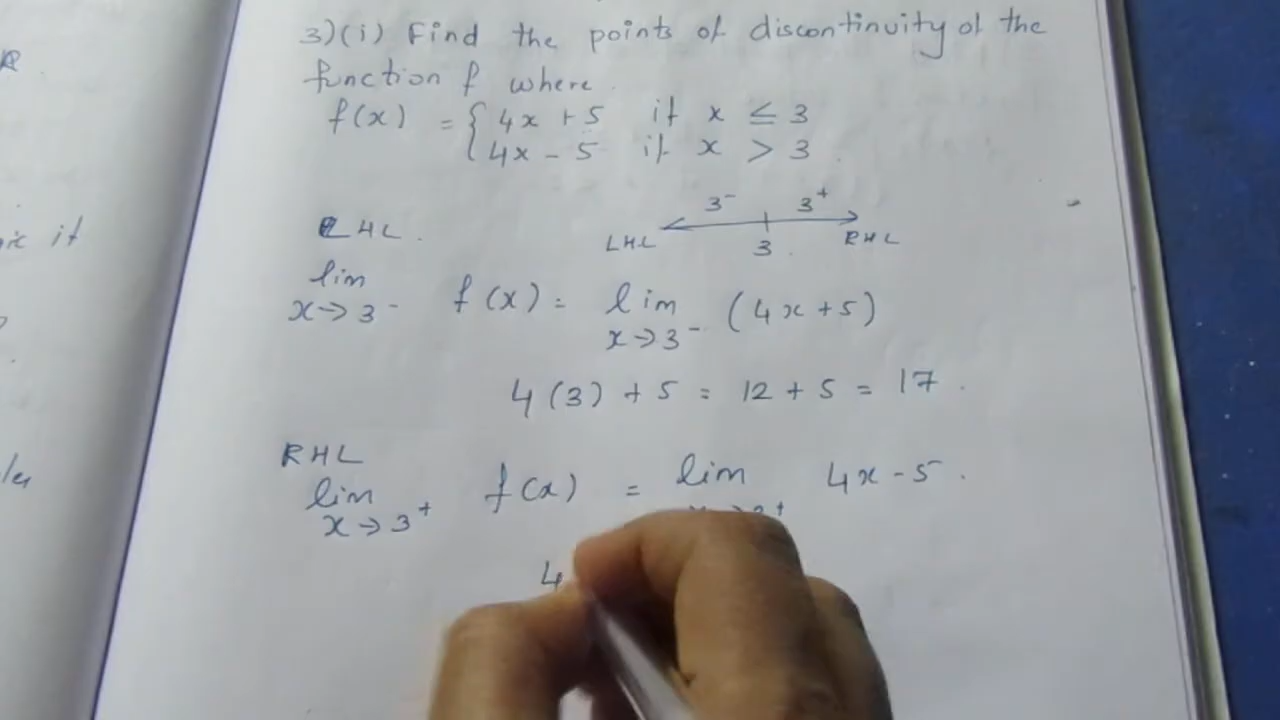 3)(i) Find the points of discontinuity of the
function f where.
f(x) = { 4x + 5 if x ≤ 3
4x - 5 if x > 3
3⁻ 3⁺
LHL.
LHL 3. RHL
lim f(x) = lim (4x + 5)
x→3⁻ x→3⁻
4(3) + 5 = 12 + 5 = 17.
RHL
lim f(x) = lim 4x - 5.
x→3⁺
4
it